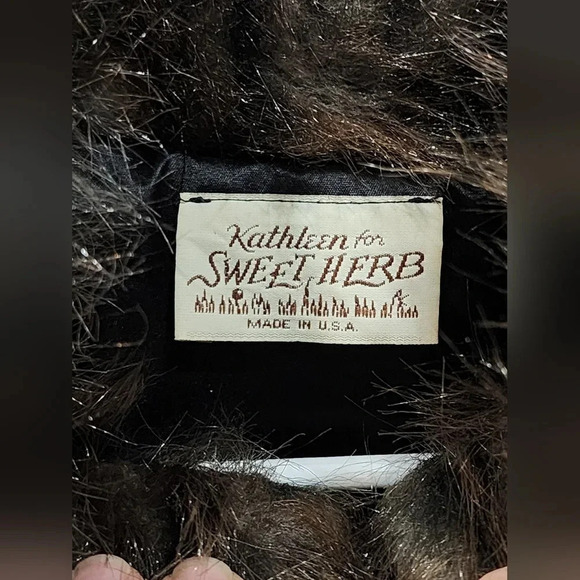 Kathleen for
SWEET HERB
MADE IN U.S.A.